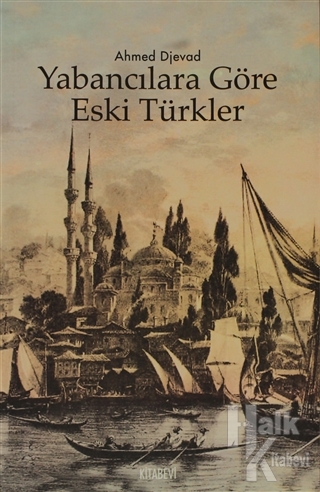 Ahmed Djevad
Yabancılara Göre
Eski Türkler
Halk
Kitabevi
KİTABEVİ